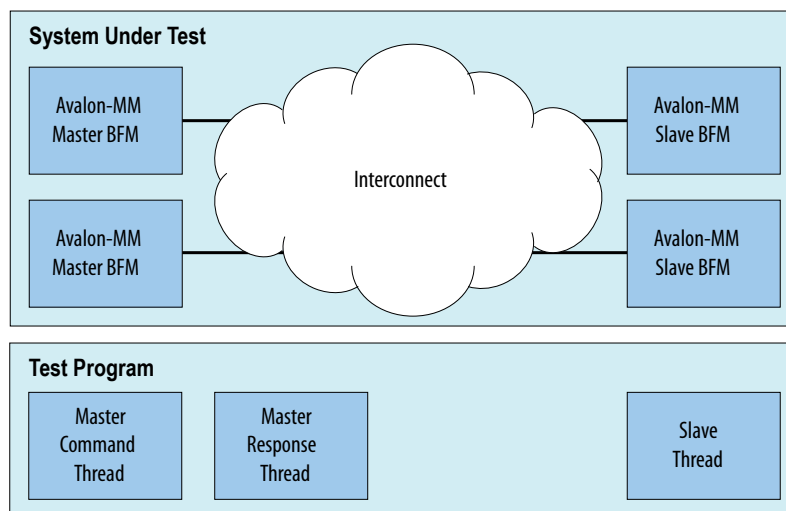 System Under Test
Avalon-MM
Master BFM
Avalon-MM
Slave BFM
Interconnect
Avalon-MM
Master BFM
Avalon-MM
Slave BFM
Test Program
Master
Command
Thread
Master
Response
Thread
Slave
Thread